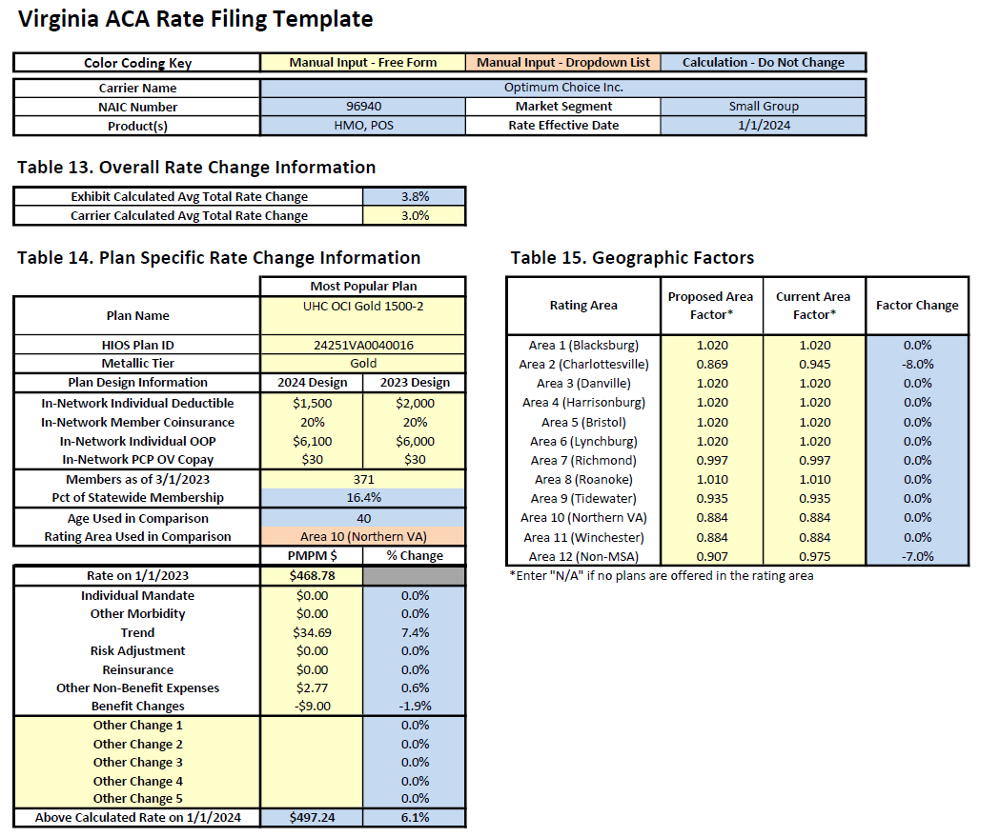 Virginia ACA Rate Filing Template
Color Coding Key Manual Input - Free Form Manual Input - Dropdown List Calculation - Do Not Change
Carrier Name Optimum Choice Inc.
NAIC Number 96940 Market Segment Small Group
Product(s) HMO, POS Rate Effective Date 1/1/2024
Table 13. Overall Rate Change Information
Exhibit Calculated Avg Total Rate Change 3.8%
Carrier Calculated Avg Total Rate Change 3.0%
Table 14. Plan Specific Rate Change Information
Most Popular Plan
Plan Name UHC OCI Gold 1500-2
HIOS Plan ID 24251VA0040016
Metallic Tier Gold
Plan Design Information 2024 Design 2023 Design
In-Network Individual Deductible $1,500 $2,000
In-Network Member Coinsurance 20% 20%
In-Network Individual OOP $6,100 $6,000
In-Network PCP OV Copay $30 $30
Members as of 3/1/2023 371
Pct of Statewide Membership 16.4%
Age Used in Comparison 40
Rating Area Used in Comparison Area 10 (Northern VA)
PMPM $ % Change
Rate on 1/1/2023 $468.78
Individual Mandate $0.00 0.0%
Other Morbidity $0.00 0.0%
Trend $34.69 7.4%
Risk Adjustment $0.00 0.0%
Reinsurance $0.00 0.0%
Other Non-Benefit Expenses $2.77 0.6%
Benefit Changes -$9.00 -1.9%
Other Change 1 0.0%
Other Change 2 0.0%
Other Change 3 0.0%
Other Change 4 0.0%
Other Change 5 0.0%
Above Calculated Rate on 1/1/2024 $497.24 6.1%
Table 15. Geographic Factors
Rating Area Proposed Area Factor* Current Area Factor* Factor Change
Area 1 (Blacksburg) 1.020 1.020 0.0%
Area 2 (Charlottesville) 0.869 0.945 -8.0%
Area 3 (Danville) 1.020 1.020 0.0%
Area 4 (Harrisonburg) 1.020 1.020 0.0%
Area 5 (Bristol) 1.020 1.020 0.0%
Area 6 (Lynchburg) 1.020 1.020 0.0%
Area 7 (Richmond) 0.997 0.997 0.0%
Area 8 (Roanoke) 1.010 1.010 0.0%
Area 9 (Tidewater) 0.935 0.935 0.0%
Area 10 (Northern VA) 0.884 0.884 0.0%
Area 11 (Winchester) 0.884 0.884 0.0%
Area 12 (Non-MSA) 0.907 0.975 -7.0%
*Enter "N/A" if no plans are offered in the rating area